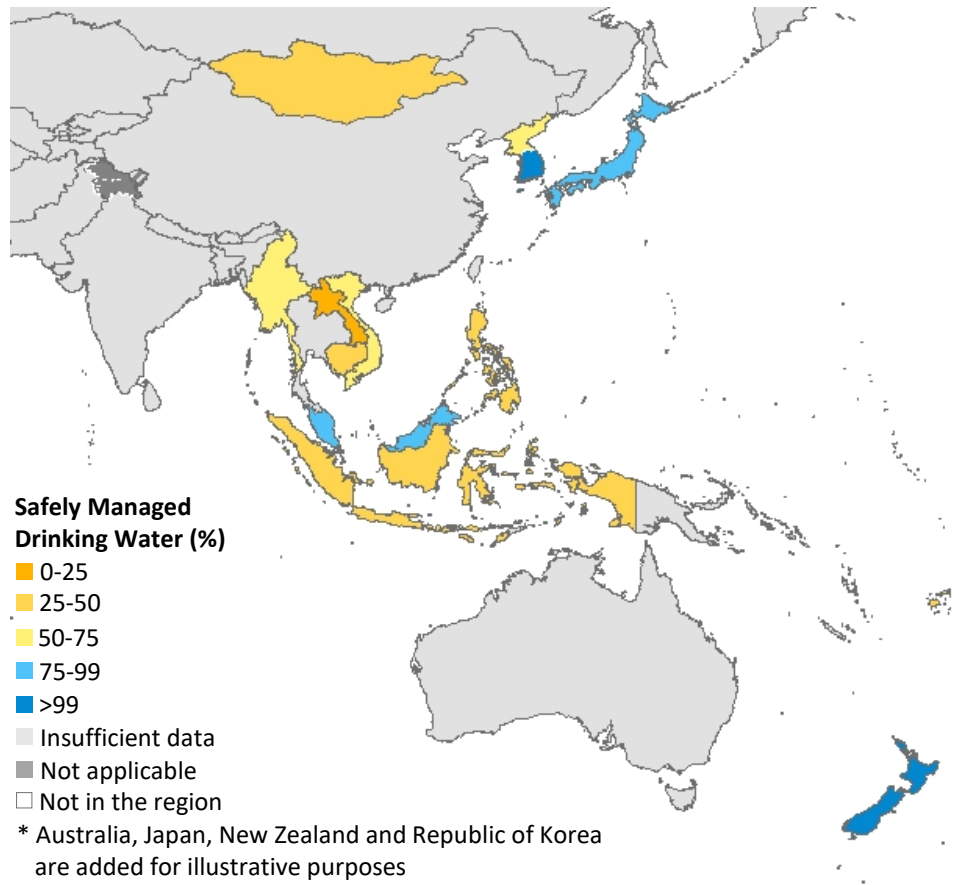 Safely Managed
Drinking Water (%)
0-25
25-50
50-75
75-99
>99
Insufficient data
Not applicable
Not in the region
* Australia, Japan, New Zealand and Republic of Korea
are added for illustrative purposes